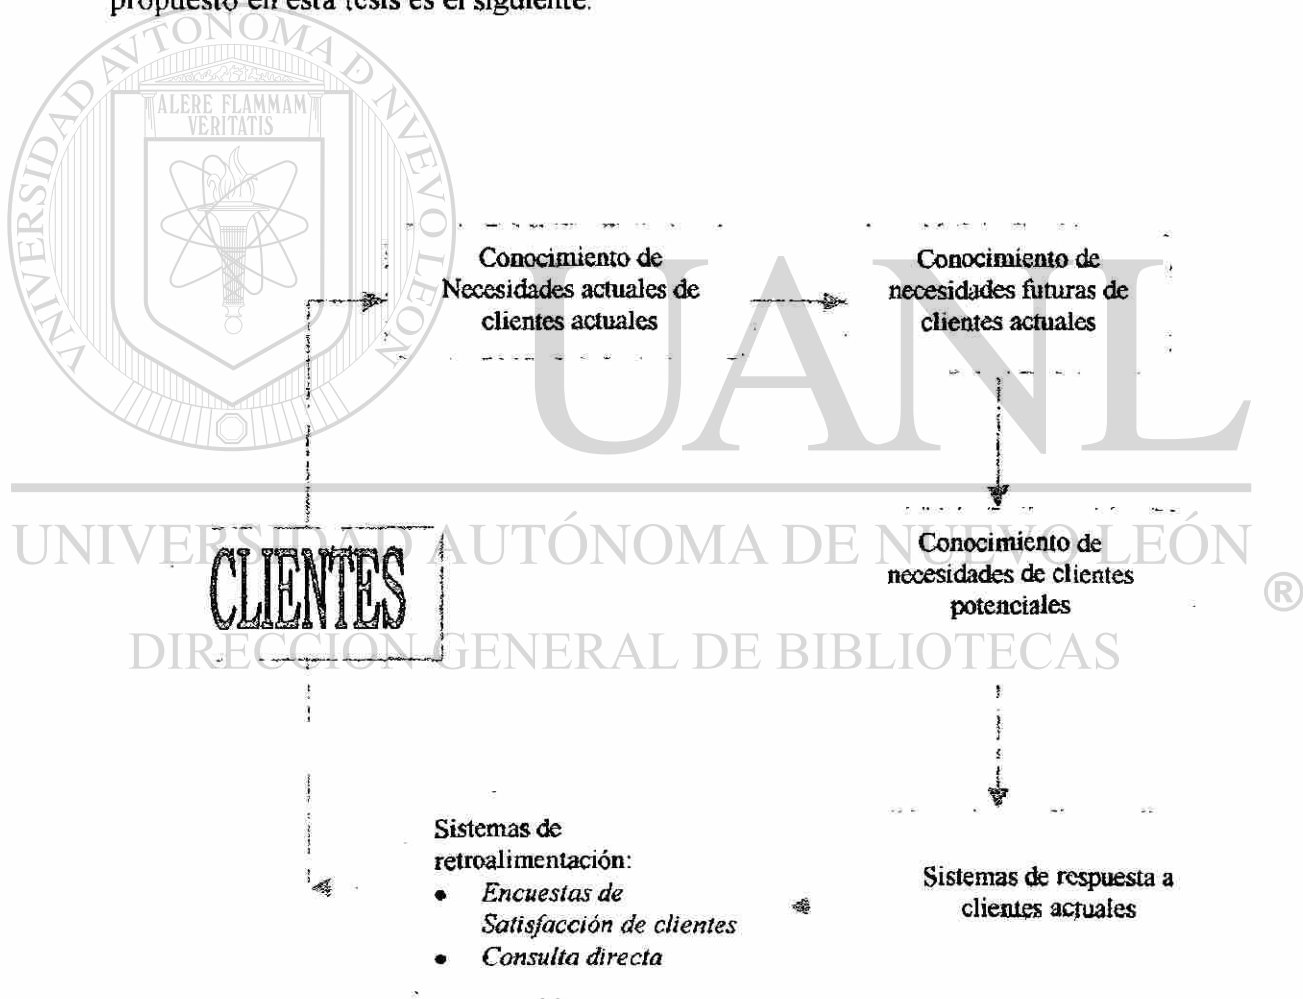 propuesto en esta tesis es el siguiente:
UNIVERSIDAD AVTONOMA DE NVEVO LEON
ALERE FLAMMAM
VERITATIS
UANL
UNIVERSIDAD AUTÓNOMA DE NUEVO LEÓN
®
DIRECCIÓN GENERAL DE BIBLIOTECAS
Conocimiento de
Necesidades actuales de
clientes actuales
Conocimiento de
necesidades futuras de
clientes actuales
CLIENTES
Conocimiento de
necesidades de clientes
potenciales
Sistemas de
retroalimentación:
• Encuestas de
Satisfacción de clientes
• Consulta directa
Sistemas de respuesta a
clientes actuales